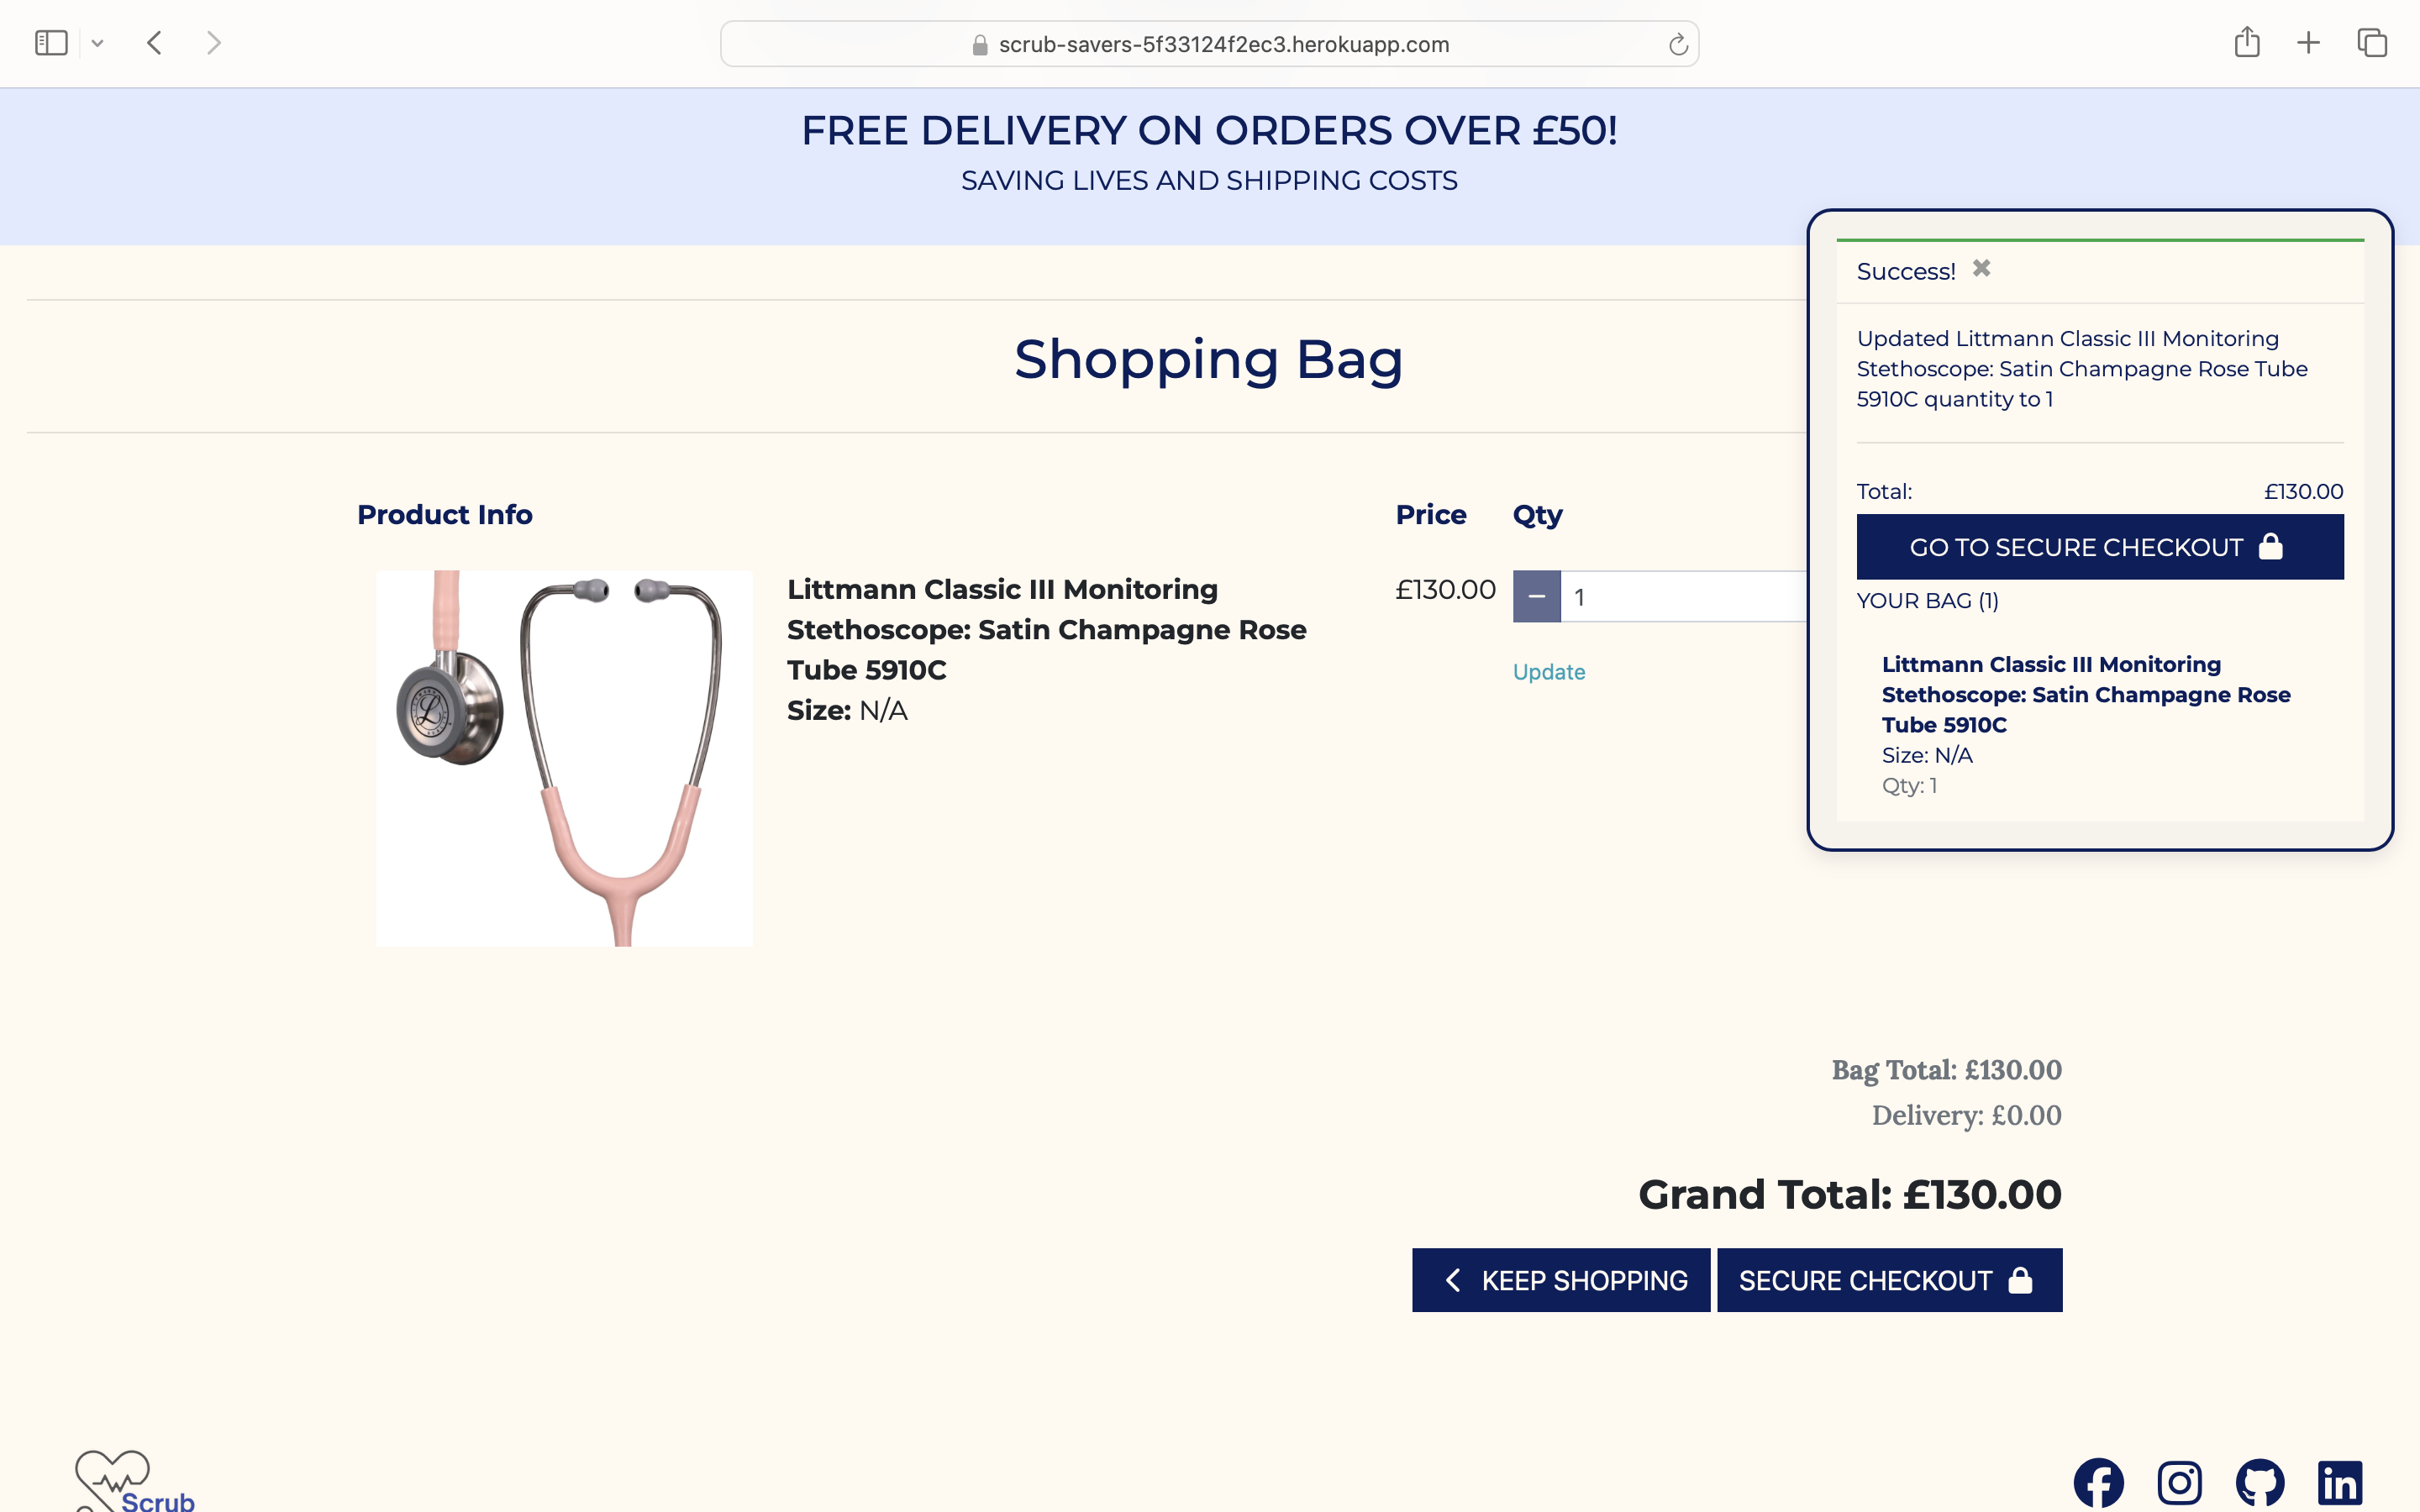 scrub-savers-5f33124f2ec3.herokuapp.com
FREE DELIVERY ON ORDERS OVER £50!
SAVING LIVES AND SHIPPING COSTS
Shopping Bag
Product Info
Price
Qty
Littmann Classic III Monitoring
Stethoscope: Satin Champagne Rose
Tube 5910C
Size: N/A
£130.00
− 1
Update
Success! ✖
Updated Littmann Classic III Monitoring
Stethoscope: Satin Champagne Rose Tube
5910C quantity to 1
Total: £130.00
GO TO SECURE CHECKOUT
YOUR BAG (1)
Littmann Classic III Monitoring
Stethoscope: Satin Champagne Rose
Tube 5910C
Size: N/A
Qty: 1
Bag Total: £130.00
Delivery: £0.00
Grand Total: £130.00
KEEP SHOPPING
SECURE CHECKOUT
Scrub